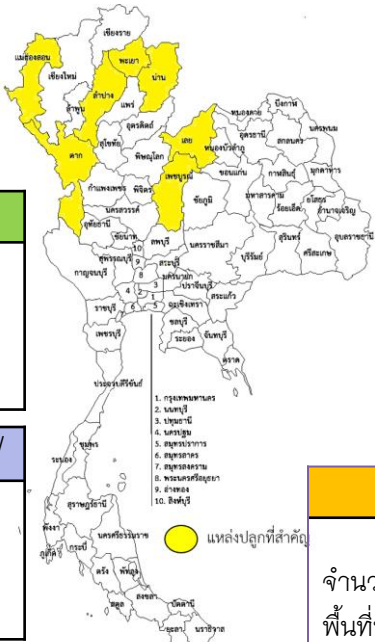 เชียงราย
แม่ฮ่องสอน
พะเยา
เชียงใหม่
น่าน
ลำปาง
ลำพูน
แพร่
อุตรดิตถ์
บึงกาฬ
หนองคาย
เลย
นครพนม
สุโขทัย
อุดรธานี
สกลนคร
หนองบัวลำภู
ตาก
พิษณุโลก
เพชรบูรณ์
ขอนแก่น
กาฬสินธุ์
มุกดาหาร
กำแพงเพชร
พิจิตร
มหาสารคาม
ชัยภูมิ
ร้อยเอ็ด
ยโสธร
อำนาจเจริญ
นครสวรรค์
อุทัยธานี
ชัยนาท
ลพบุรี
นครราชสีมา
สุรินทร์
อุบลราชธานี
บุรีรัมย์
ศรีสะเกษ
10
สุพรรณบุรี
9
สระบุรี
กาญจนบุรี
8
นครนายก
3
ปราจีนบุรี
4
2
สระแก้ว
1
ฉะเชิงเทรา
ราชบุรี
6
5
ชลบุรี
เพชรบุรี
ระยอง
จันทบุรี
ตราด
ประจวบคีรีขันธ์
1. กรุงเทพมหานคร
2. นนทบุรี
3. ปทุมธานี
4. นครปฐม
5. สมุทรปราการ
6. สมุทรสาคร
7. สมุทรสงคราม
8. พระนครศรีอยุธยา
9. อ่างทอง
10. สิงห์บุรี
/
ชุมพร
ระนอง
สุราษฎร์ธานี
แหล่งปลูกที่สำคัญ
พังงา
นครศรีธรรมราช
ภูเก็ต
กระบี่
ตรัง
พัทลุง
สงขลา
สตูล
ปัตตานี
ยะลา
นราธิวาส
จำนว
พื้นที่